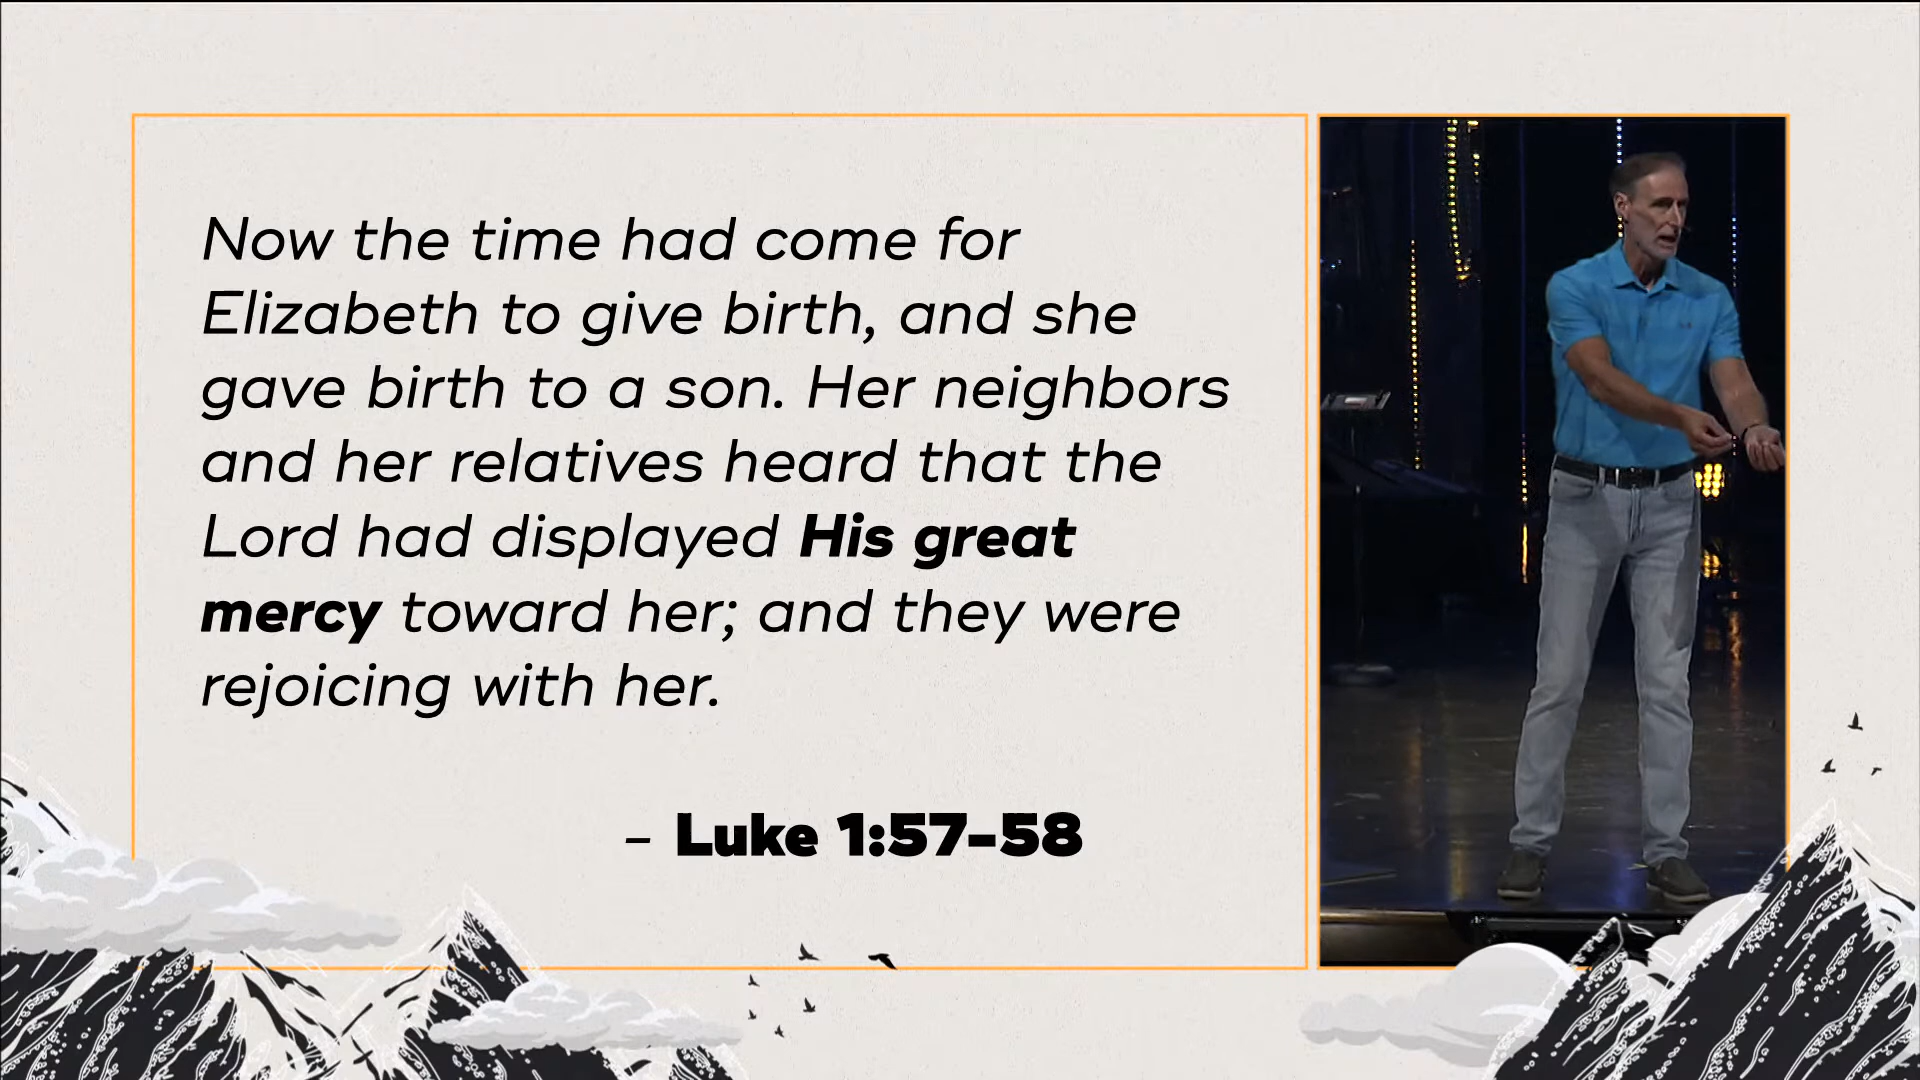 Now the time had come for
Elizabeth to give birth, and she
gave birth to a son. Her neighbors
and her relatives heard that the
Lord had displayed His great
mercy toward her; and they were
rejoicing with her.
– Luke 1:57-58